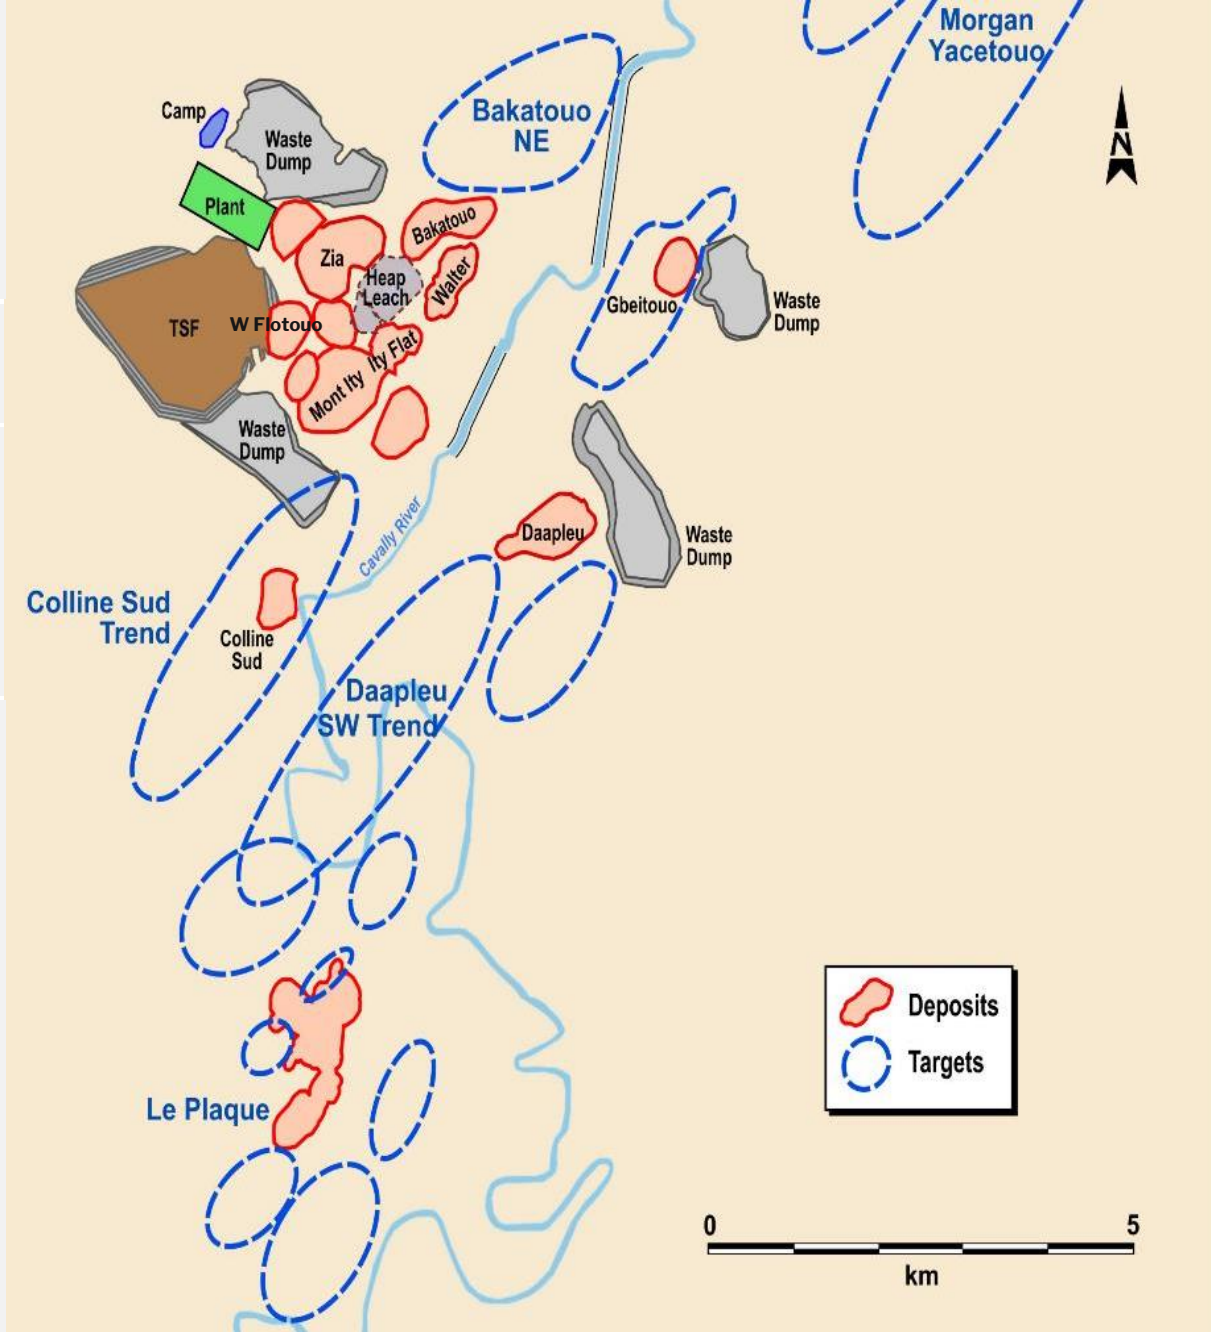 Morgan
Yacetouo
Bakatouo
NE
Camp
Waste
Dump
N
Plant
Bakatouo
Zia
Heap
Leach
Walter
Gbeitouo
Waste
Dump
TSF
W Flotouo
Ity Flat
Mont Ity
Waste
Dump
Cavally River
Daapleu
Waste
Dump
Colline Sud
Trend
Colline
Sud
Daapleu
SW Trend
Deposits
Targets
Le Plaque
0
5
km